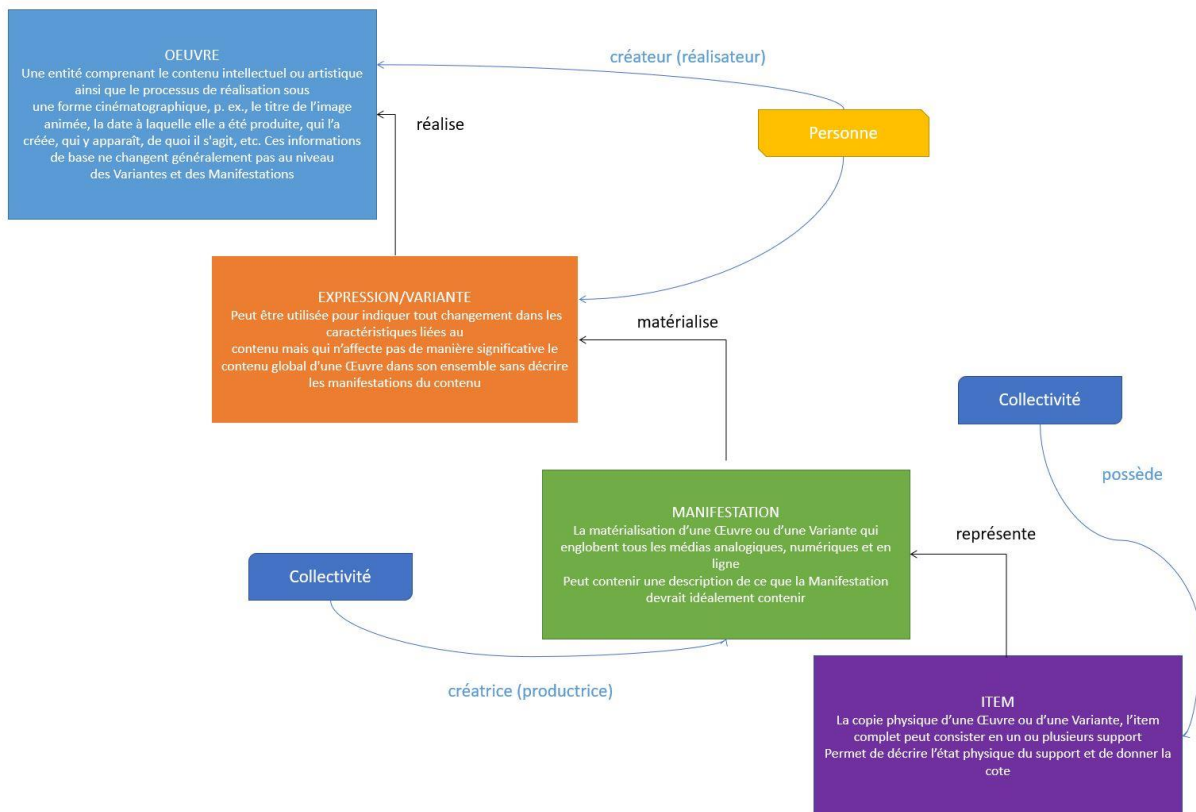 OEUVRE
Une entité comprenant le contenu intellectuel ou artistique
ainsi que le processus de réalisation sous
une forme cinématographique, p. ex., le titre de l'image
animée, la date à laquelle elle a été produite, qui l'a
créée, qui y apparaît, de quoi il s'agit, etc. Ces informations
de base ne changent généralement pas au niveau
des Variantes et des Manifestations
créateur (réalisateur)
réalise
Personne
EXPRESSION/VARIANTE
Peut être utilisée pour indiquer tout changement dans les
caractéristiques liées au
contenu mais qui n'affecte pas de manière significative le
contenu global d'une Œuvre dans son ensemble sans décrire
les manifestations du contenu
matérialise
Collectivité
possède
MANIFESTATION
La matérialisation d'une Œuvre ou d'une Variante qui
englobent tous les médias analogiques, numériques et en
ligne
Peut contenir une description de ce que la Manifestation
devrait idéalement contenir
représente
Collectivité
créatrice (productrice)
ITEM
La copie physique d'une Œuvre ou d'une Variante, l'item
complet peut consister en un ou plusieurs support
Permet de décrire l'état physique du support et de donner la
cote